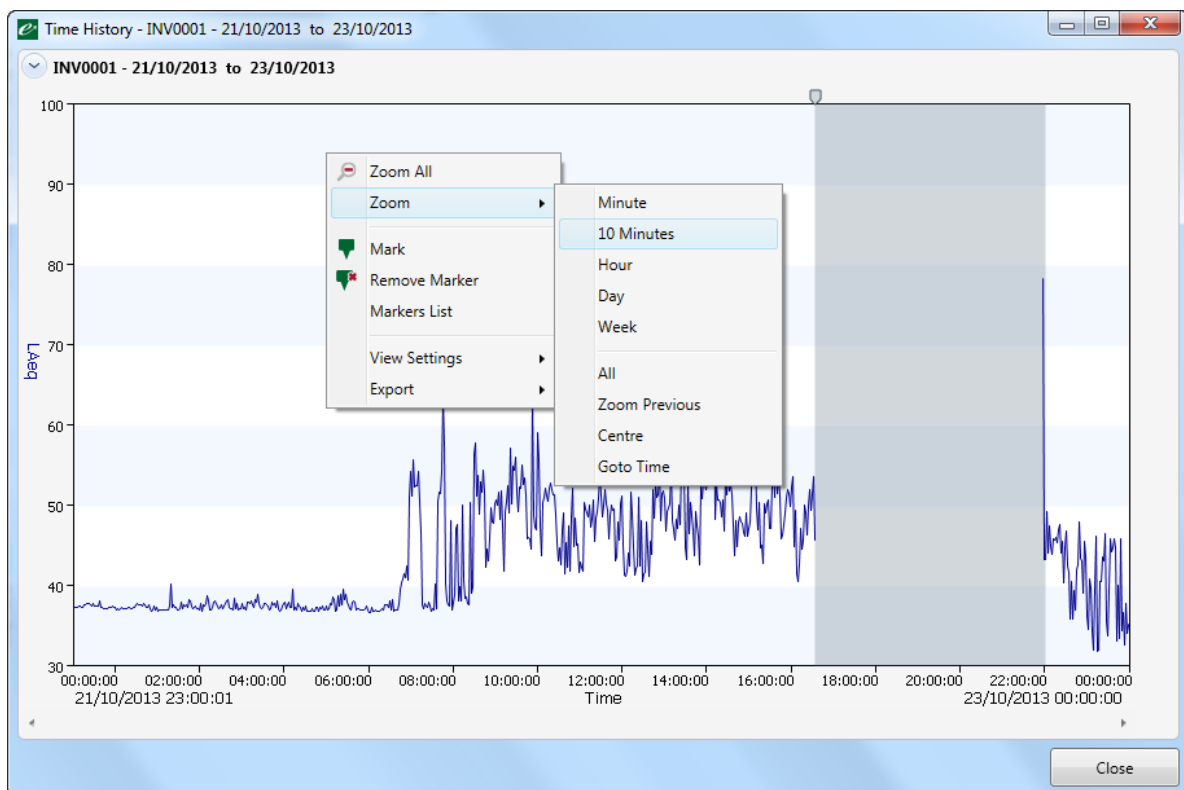 Time History - INV0001 - 21/10/2013 to 23/10/2013
INV0001 - 21/10/2013 to 23/10/2013
100
90
80
70
60
50
40
30
LAeq
Zoom All
Zoom
Mark
Remove Marker
Markers List
View Settings
Export
Minute
10 Minutes
Hour
Day
Week
All
Zoom Previous
Centre
Goto Time
00:00:00 02:00:00 04:00:00 06:00:00 08:00:00 10:00:00 12:00:00 14:00:00 16:00:00 18:00:00 20:00:00 22:00:00 00:00:00
21/10/2013 23:00:01 Time 23/10/2013 00:00:00
Close